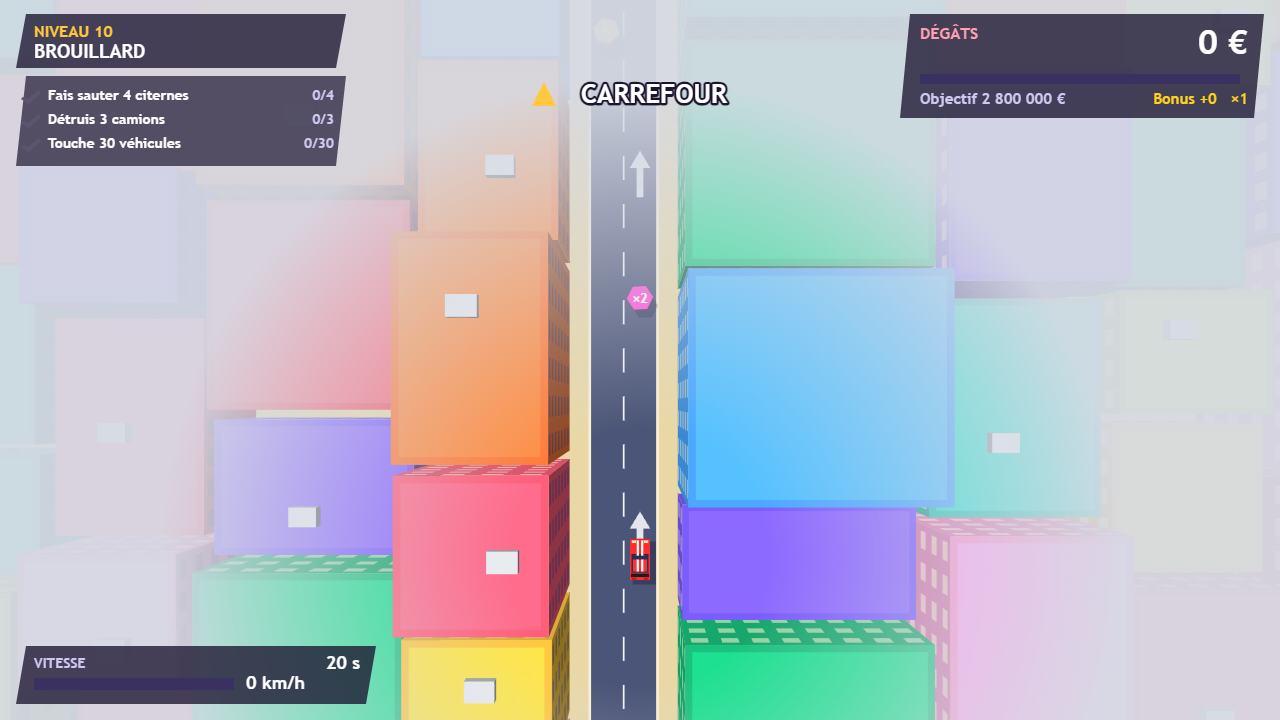 NIVEAU 10
BROUILLARD
Fais sauter 4 citernes 0/4
Détruis 3 camions 0/3
Touche 30 véhicules 0/30
CARREFOUR
DÉGÂTS
0 €
Objectif 2 800 000 € Bonus +0 ×1
×2
VITESSE 20 s
0 km/h